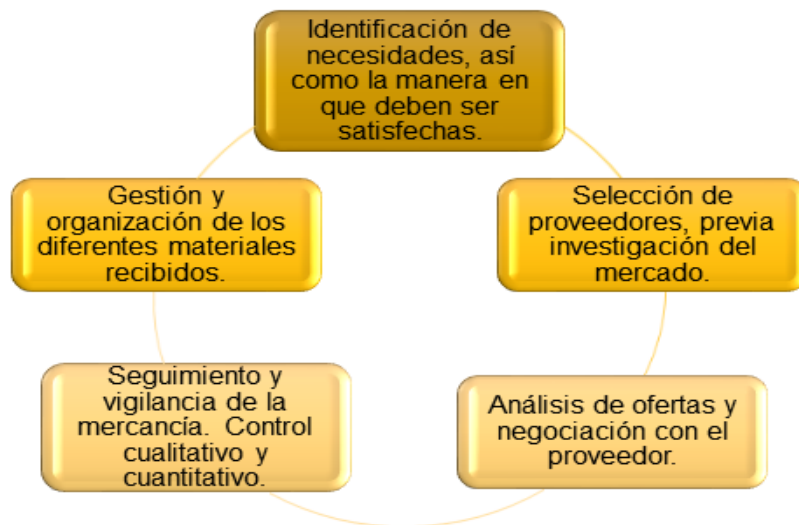 Identificación de
necesidades, así
como la manera en
que deben ser
satisfechas.
Selección de
proveedores, previa
investigación del
mercado.
Análisis de ofertas y
negociación con el
proveedor.
Seguimiento y
vigilancia de la
mercancía. Control
cualitativo y
cuantitativo.
Gestión y
organización de los
diferentes materiales
recibidos.